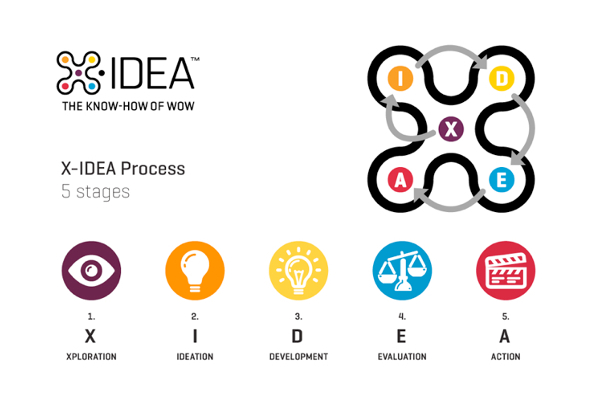 IDEA™
THE KNOW-HOW OF WOW
X-IDEA Process
5 stages
I
D
X
A
E
1.
2.
3.
4.
5.
X
I
D
E
A
XPLORATION
IDEATION
DEVELOPMENT
EVALUATION
ACTION